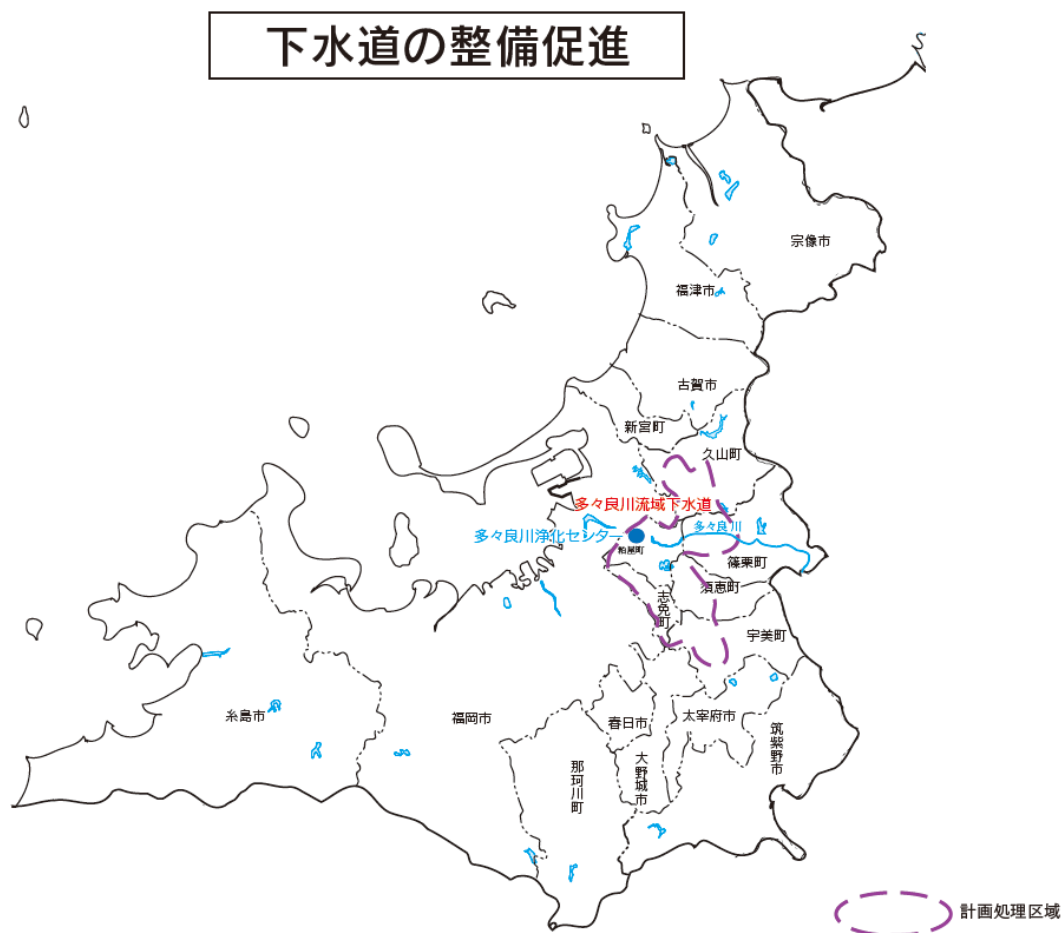 下水道の整備促進
宗像市
福津市
古賀市
新宮町
久山町
多々良川流域下水道
多々良川
多々良川浄化センター
粕屋町
篠栗町
須恵町
志免町
宇美町
糸島市
福岡市
春日市
太宰府市
筑紫野市
大野城市
那珂川町
計画処理区域